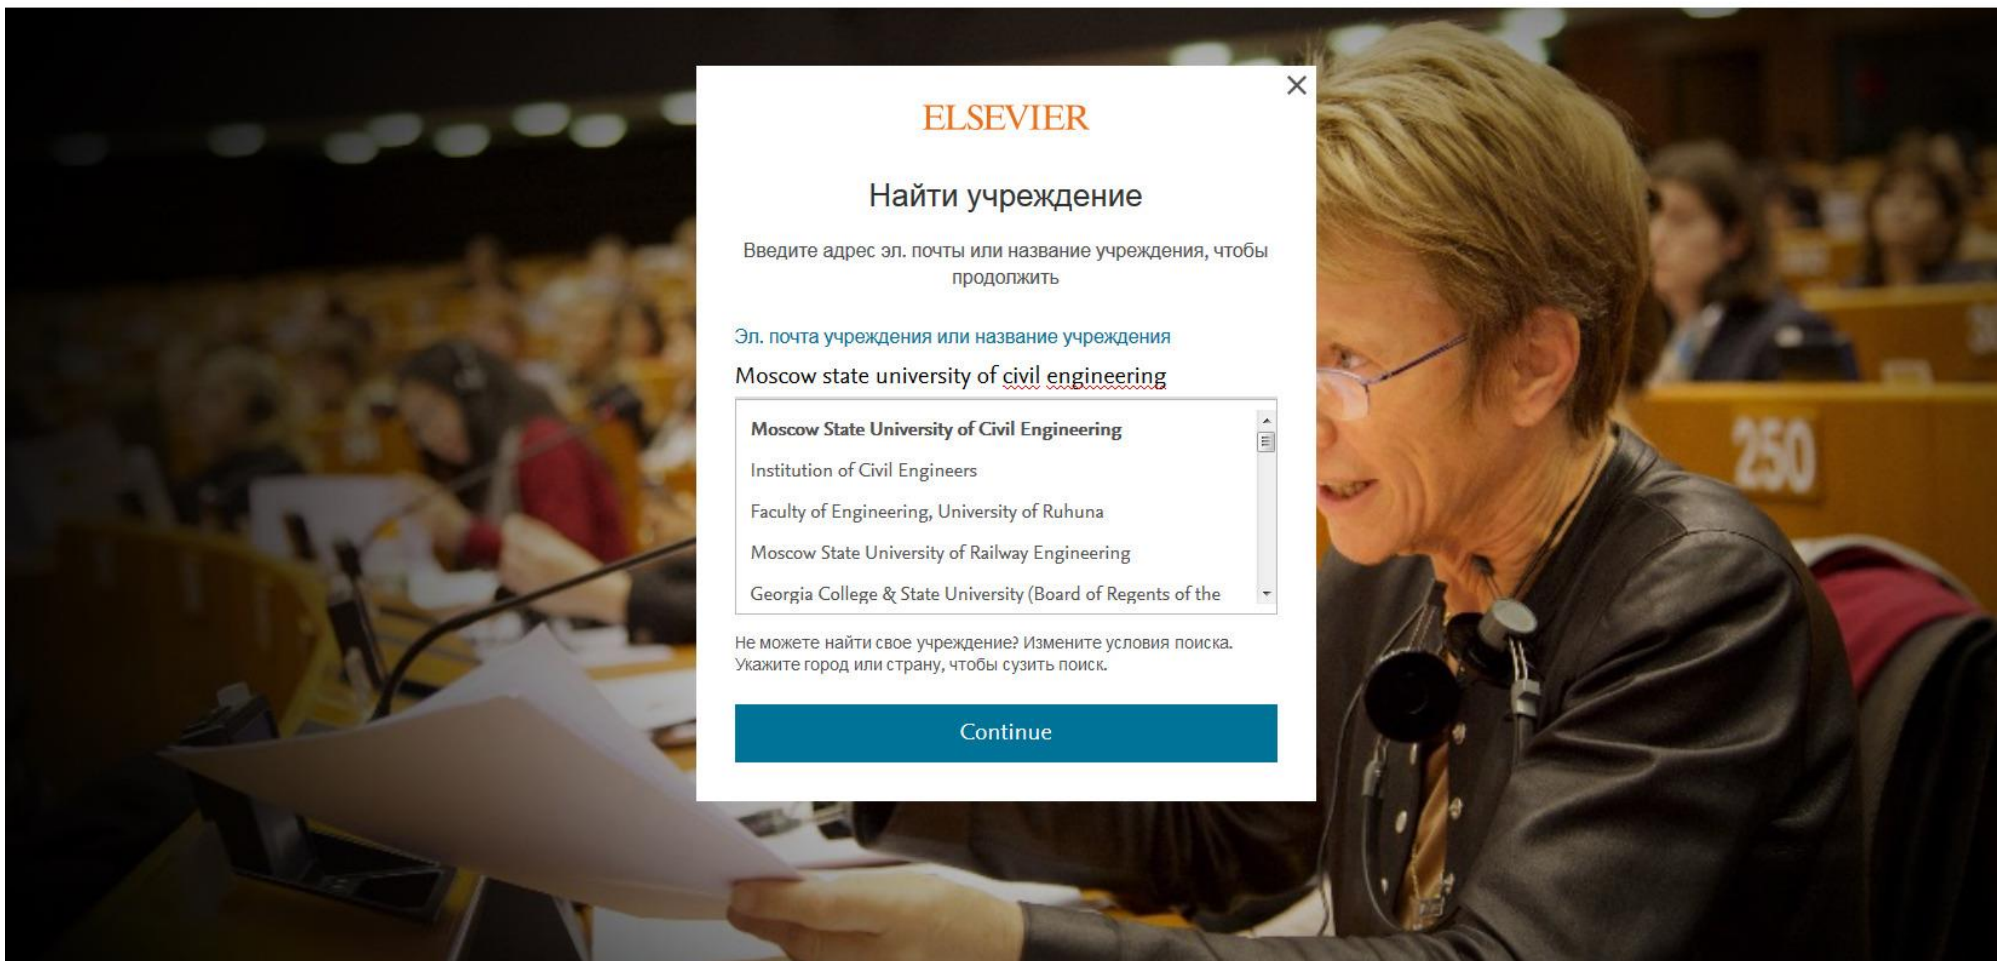 ELSEVIER
Найти учреждение
Введите адрес эл. почты или название учреждения, чтобы
продолжить
Эл. почта учреждения или название учреждения
Moscow state university of civil engineering
Moscow State University of Civil Engineering
Institution of Civil Engineers
Faculty of Engineering, University of Ruhuna
Moscow State University of Railway Engineering
Georgia College & State University (Board of Regents of the
Не можете найти свое учреждение? Измените условия поиска.
Укажите город или страну, чтобы сузить поиск.
Continue
250